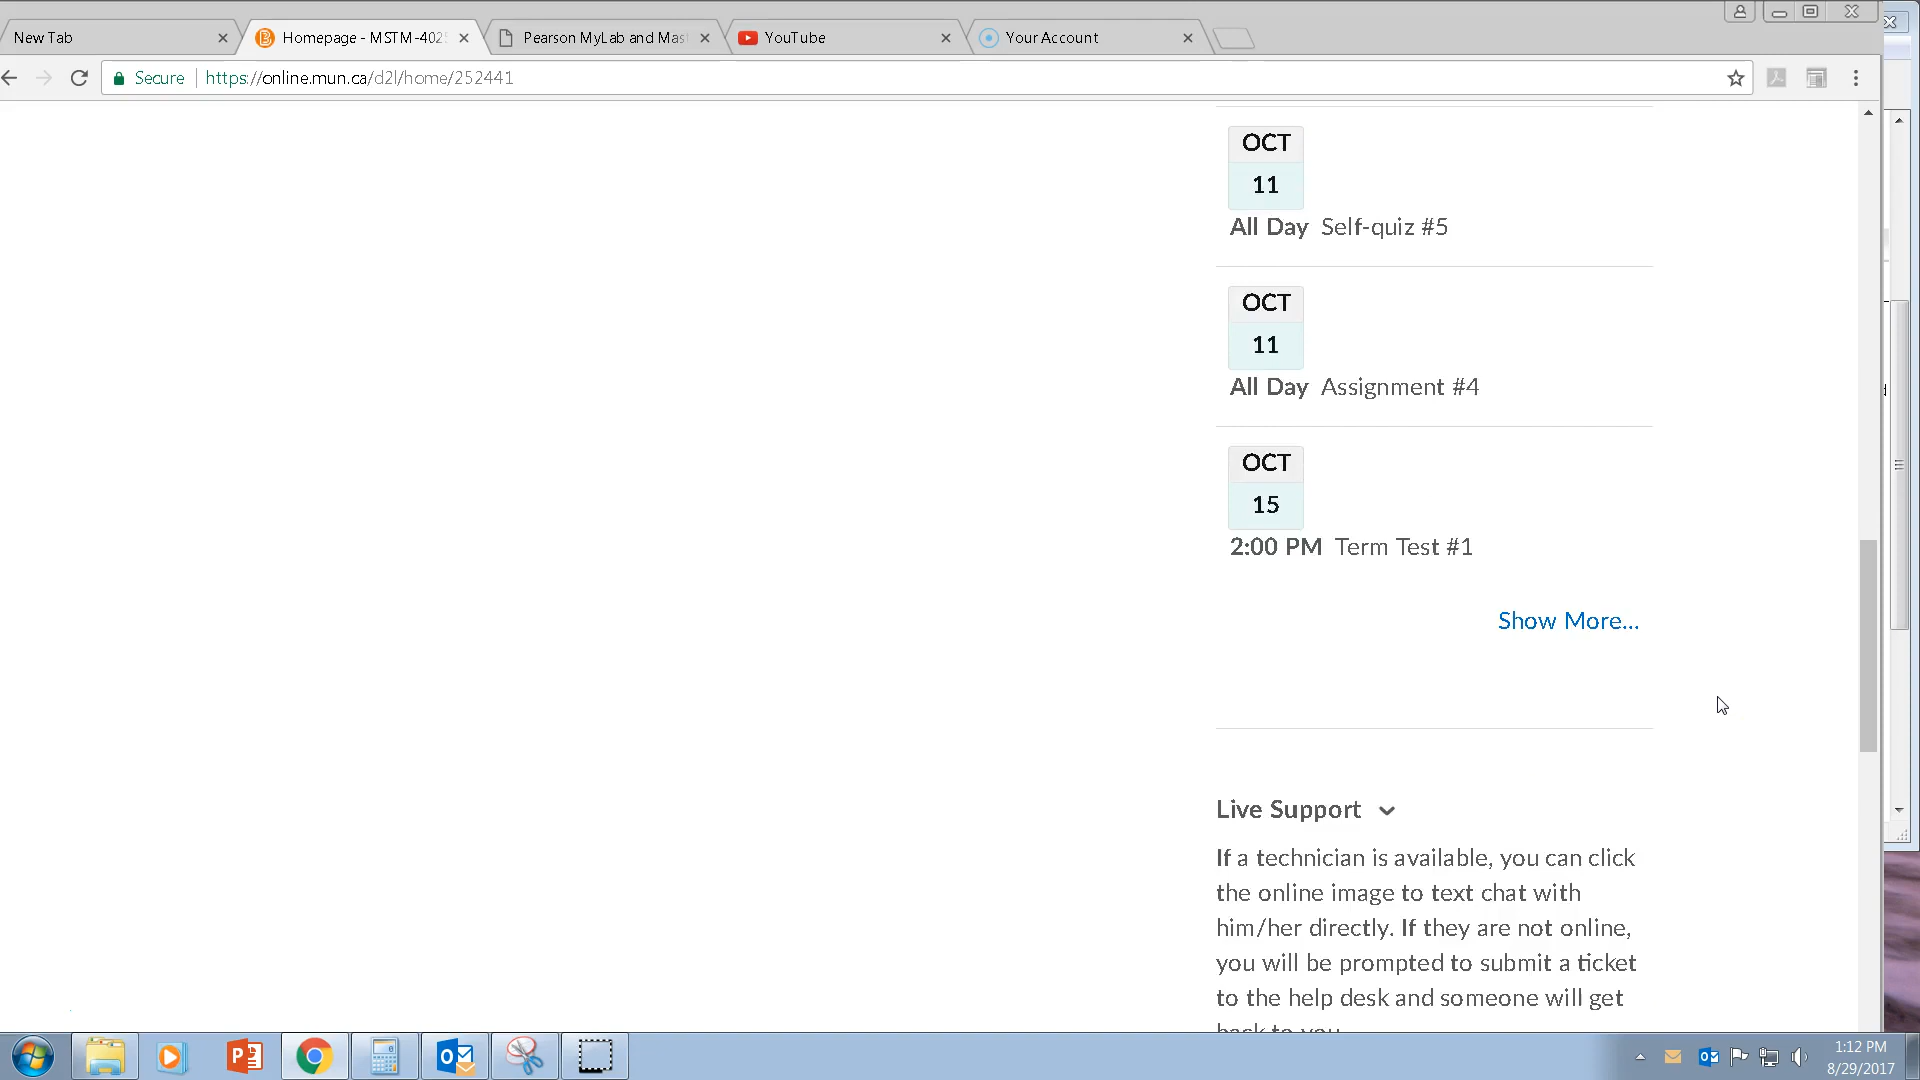 New Tab
Homepage - MSTM-402
Pearson MyLab and Mas
YouTube
Your Account
Secure
https://online.mun.ca/d2l/home/252441
OCT
11
All Day Self-quiz #5
OCT
11
All Day Assignment #4
OCT
15
2:00 PM Term Test #1
Show More...
Live Support
If a technician is available, you can click
the online image to text chat with
him/her directly. If they are not online,
you will be prompted to submit a ticket
to the help desk and someone will get
back to you
1:12 PM
8/29/2017